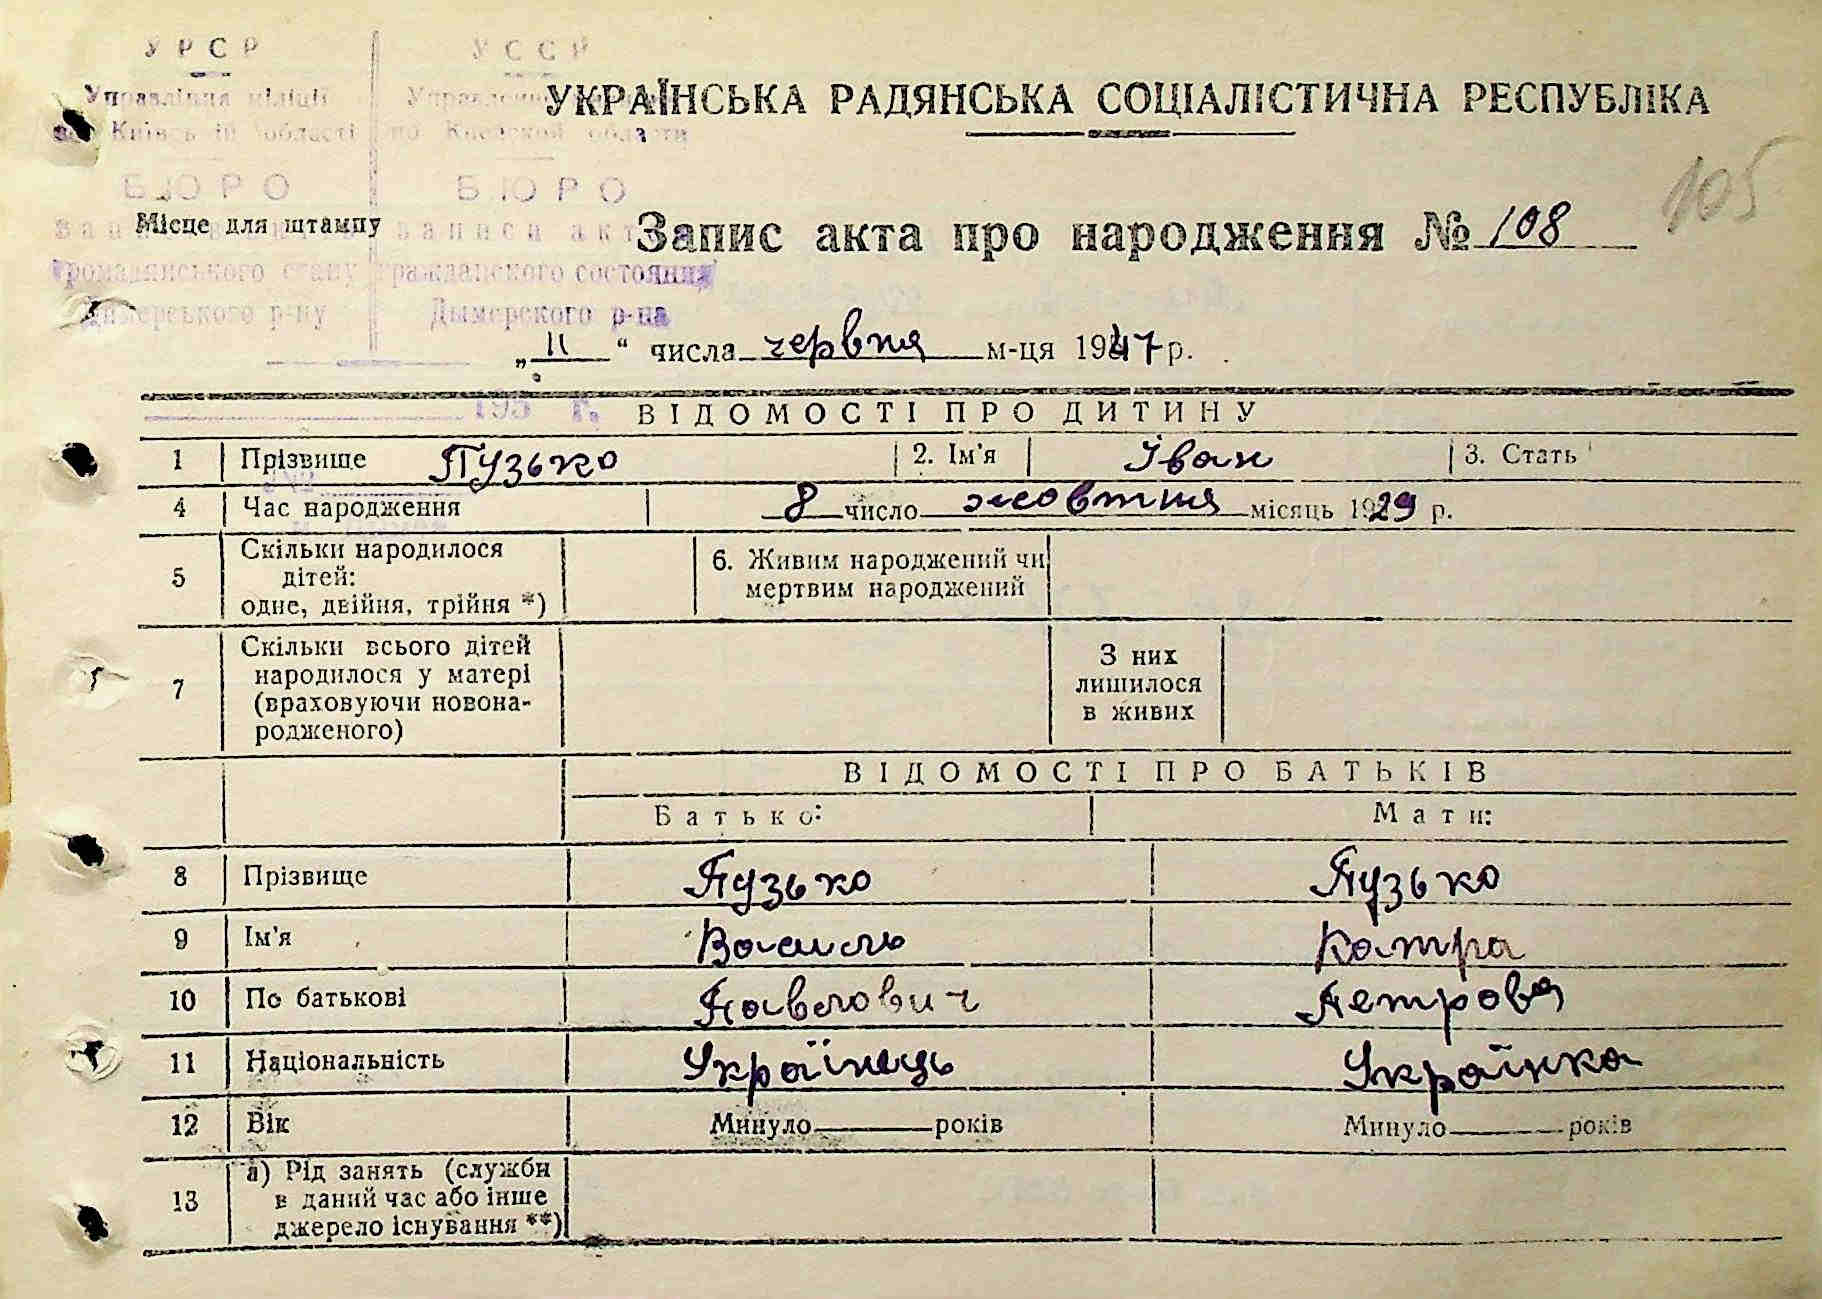 УРСР УССР
Управління міліції Управление
по Київській області по Киевской области
УКРАЇНСЬКА РАДЯНСЬКА СОЦІАЛІСТИЧНА РЕСПУБЛІКА
БЮРО БЮРО
105
Місце для штампу
записи акт
Запис акта про народження № 108
громадянського стану гражданского состояния
Димерського р-ну Дымерского р-на
„11“ числа червня м-ця 1947 р.
195 г.
ВІДОМОСТІ ПРО ДИТИНУ
1 Прізвище Пузько 2. Ім'я Іван 3. Стать
4 Час народження 8 число жовтня місяць 1929 р.
5 Скільки народилося
дітей:
одне, двійня, трійня *)
6. Живим народжений чи
мертвим народжений
7 Скільки всього дітей
народилося у матері
(враховуючи новона-
родженого)
З них
лишилося
в живих
ВІДОМОСТІ ПРО БАТЬКІВ
Батько: Мати:
8 Прізвище Пузько Пузько
9 Ім'я Василь Катра
10 По батькові Павлович Петрова
11 Національність Українець Українка
12 Вік Минуло років Минуло років
13 а) Рід занять (служби
в даний час або інше
джерело існування **)